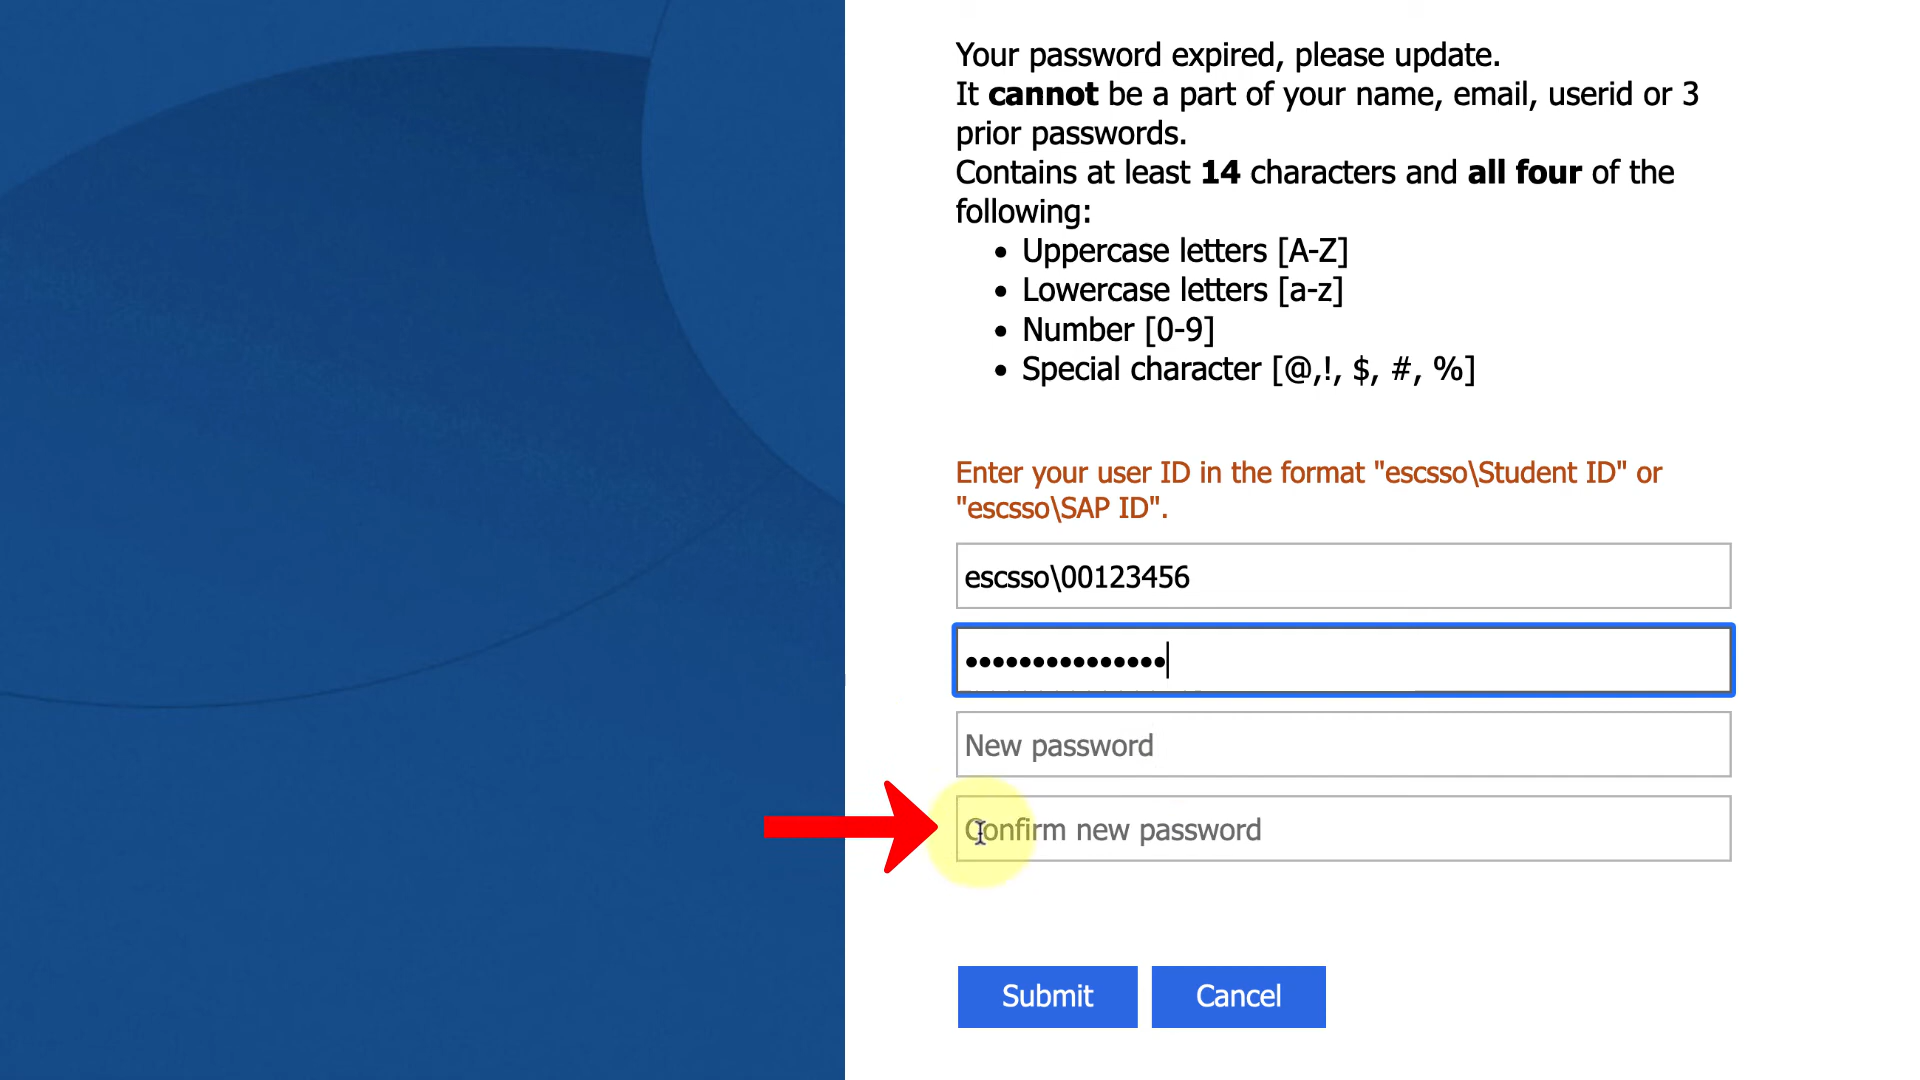 Your password expired, please update.
It cannot be a part of your name, email, userid or 3
prior passwords.
Contains at least 14 characters and all four of the
following:
• Uppercase letters [A-Z]
• Lowercase letters [a-z]
• Number [0-9]
• Special character [@,!, $, #, %]
Enter your user ID in the format "escsso\Student ID" or
"escsso\SAP ID".
escsso\00123456
•••••••••••••••
New password
Confirm new password
Submit Cancel